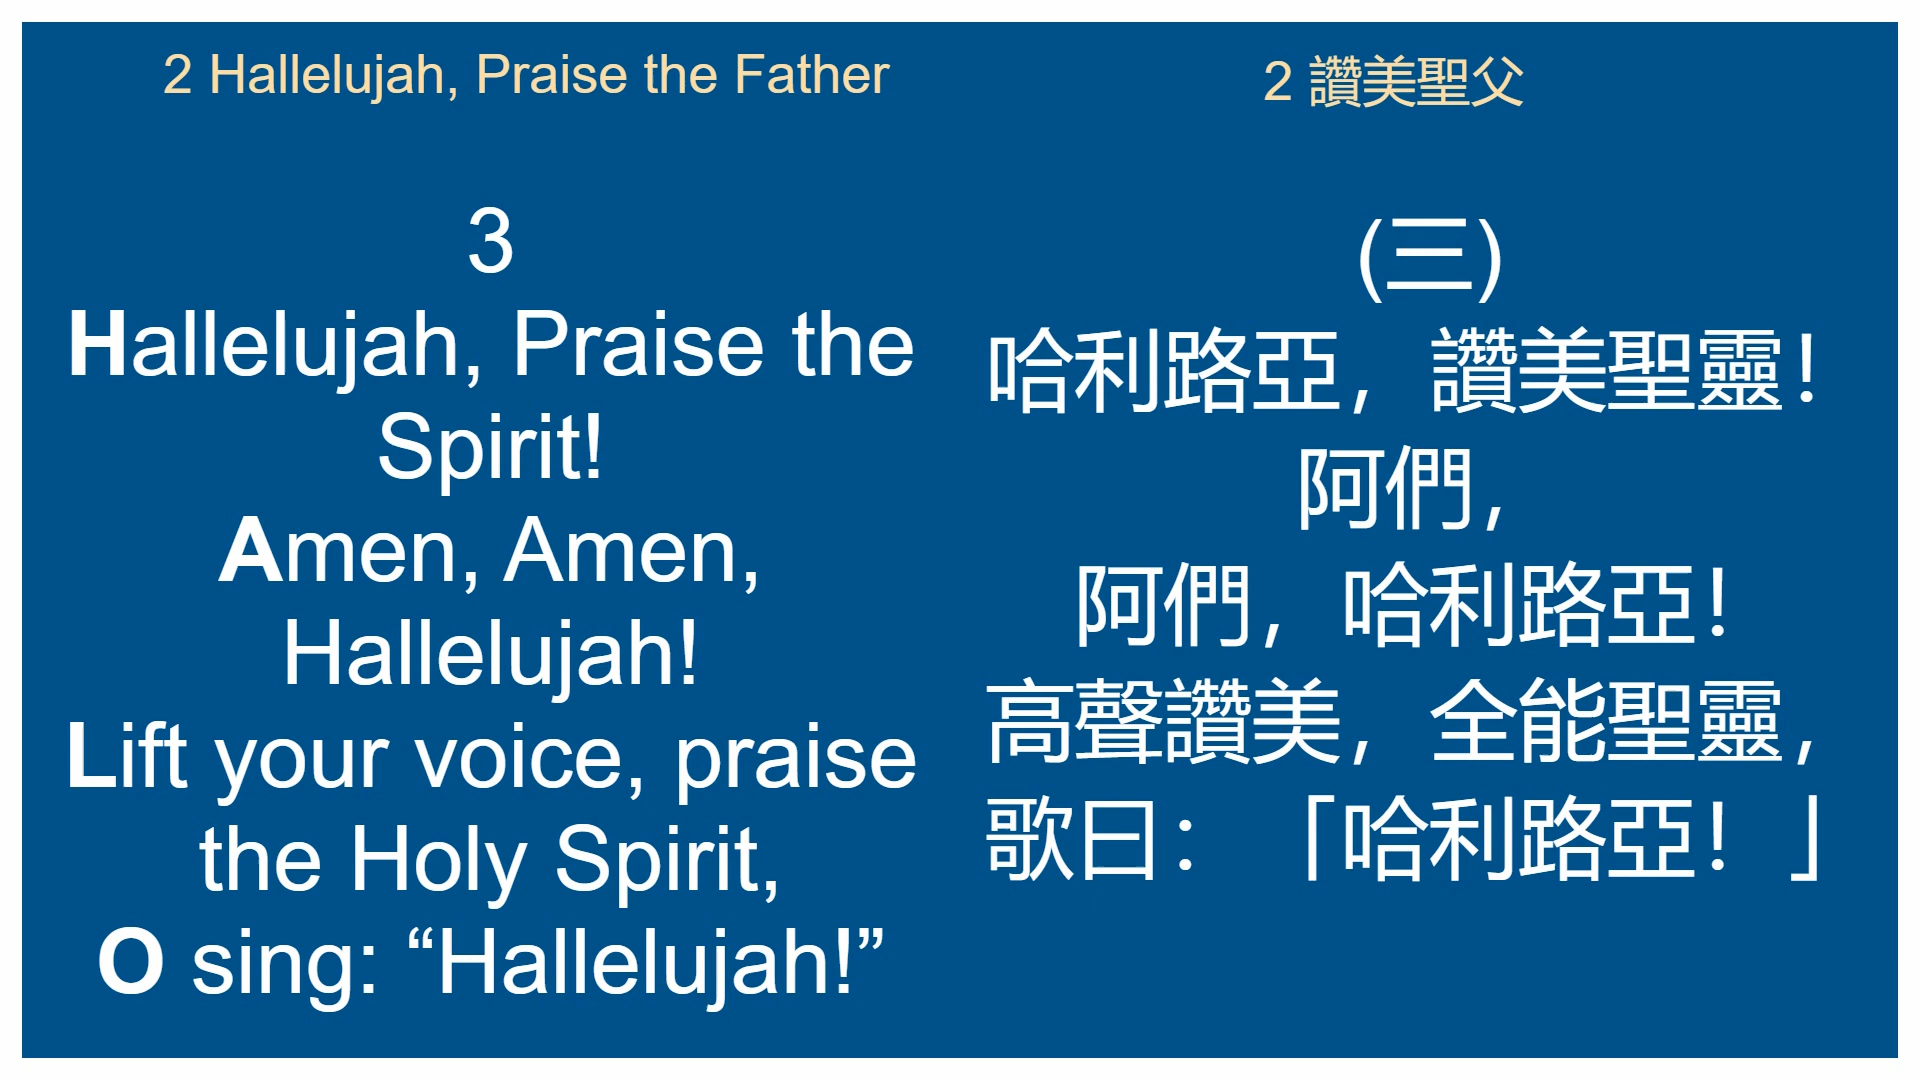 2 Hallelujah, Praise the Father
3
Hallelujah, Praise the
Spirit!
Amen, Amen,
Hallelujah!
Lift your voice, praise
the Holy Spirit,
O sing: “Hallelujah!”
2 讚美聖父
(三)
哈利路亞，讚美聖靈！
阿們，
阿們，哈利路亞！
高聲讚美，全能聖靈，
歌曰：「哈利路亞！」